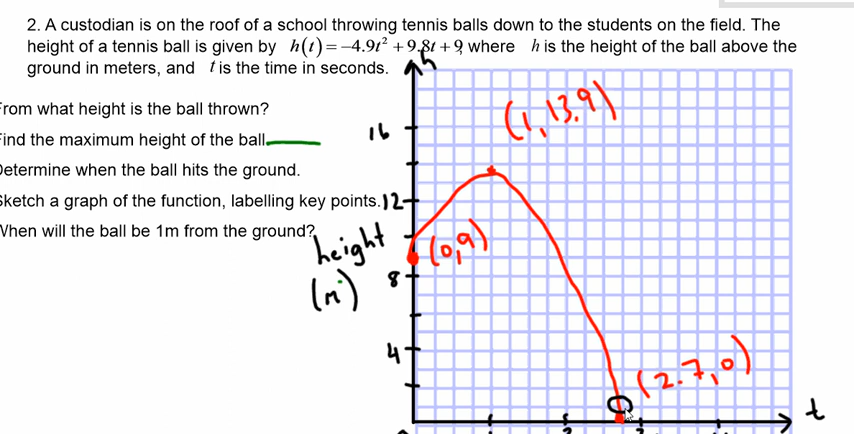 2. A custodian is on the roof of a school throwing tennis balls down to the students on the field. The
height of a tennis ball is given by h(t) = −4.9t² + 9.8t + 9, where h is the height of the ball above the
ground in meters, and t is the time in seconds.
h
From what height is the ball thrown?
(1, 13.9)
Find the maximum height of the ball.
16
Determine when the ball hits the ground.
Sketch a graph of the function, labelling key points.
12
When will the ball be 1m from the ground?
height
(m)
(0,9)
8
4
(2.7,0)
t